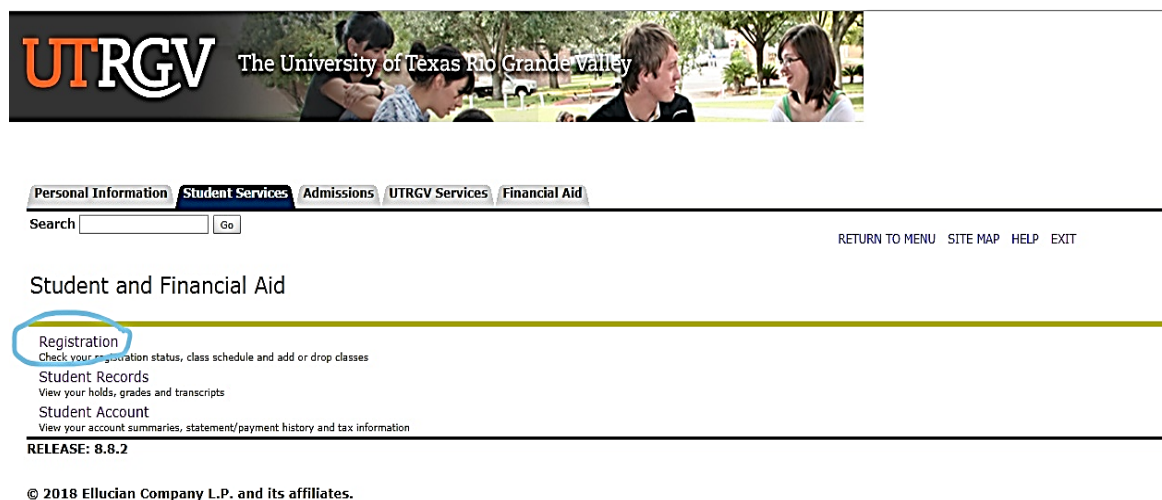 UTRGV The University of Texas Rio Grande Valley
Personal Information Student Services Admissions UTRGV Services Financial Aid
Search Go
RETURN TO MENU SITE MAP HELP EXIT
Student and Financial Aid
Registration
Check your registration status, class schedule and add or drop classes
Student Records
View your holds, grades and transcripts
Student Account
View your account summaries, statement/payment history and tax information
RELEASE: 8.8.2
© 2018 Ellucian Company L.P. and its affiliates.